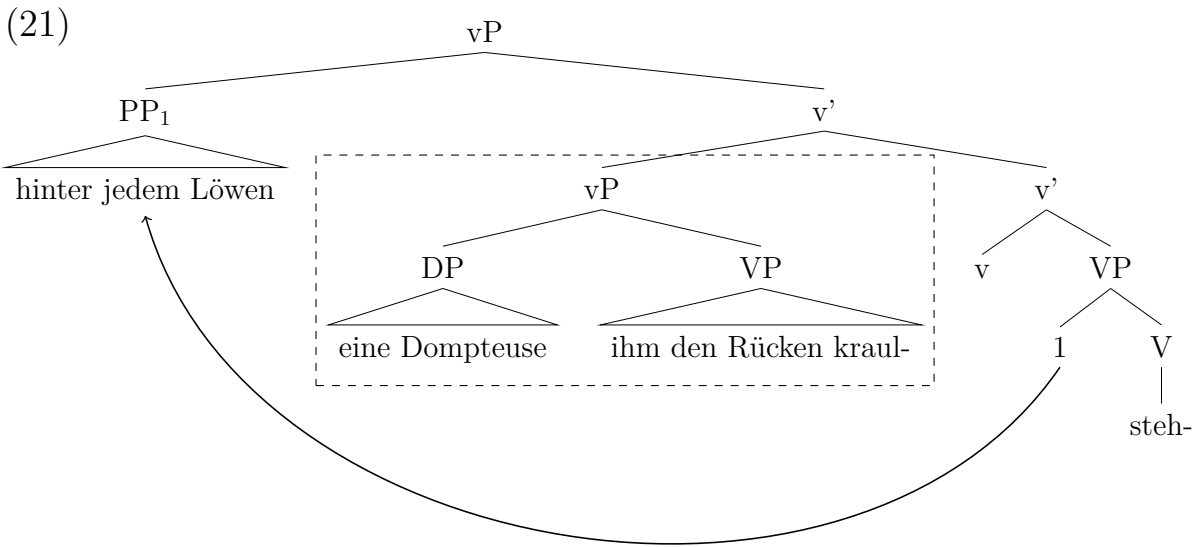 (21)
vP
PP₁ v'
hinter jedem Löwen vP v'
DP VP v VP
eine Dompteuse ihm den Rücken kraul- 1 V
steh-